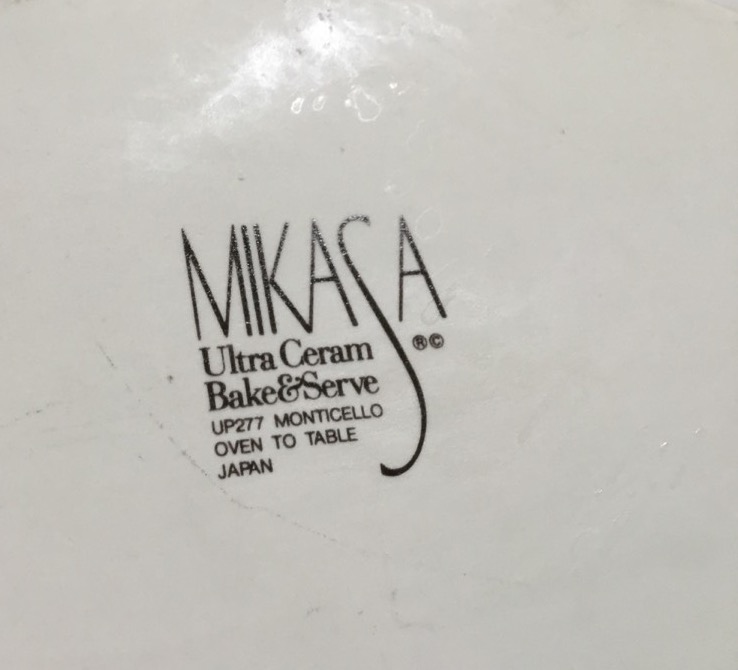 MIKASA
®©
Ultra Ceram
Bake&Serve
UP277 MONTICELLO
OVEN TO TABLE
JAPAN